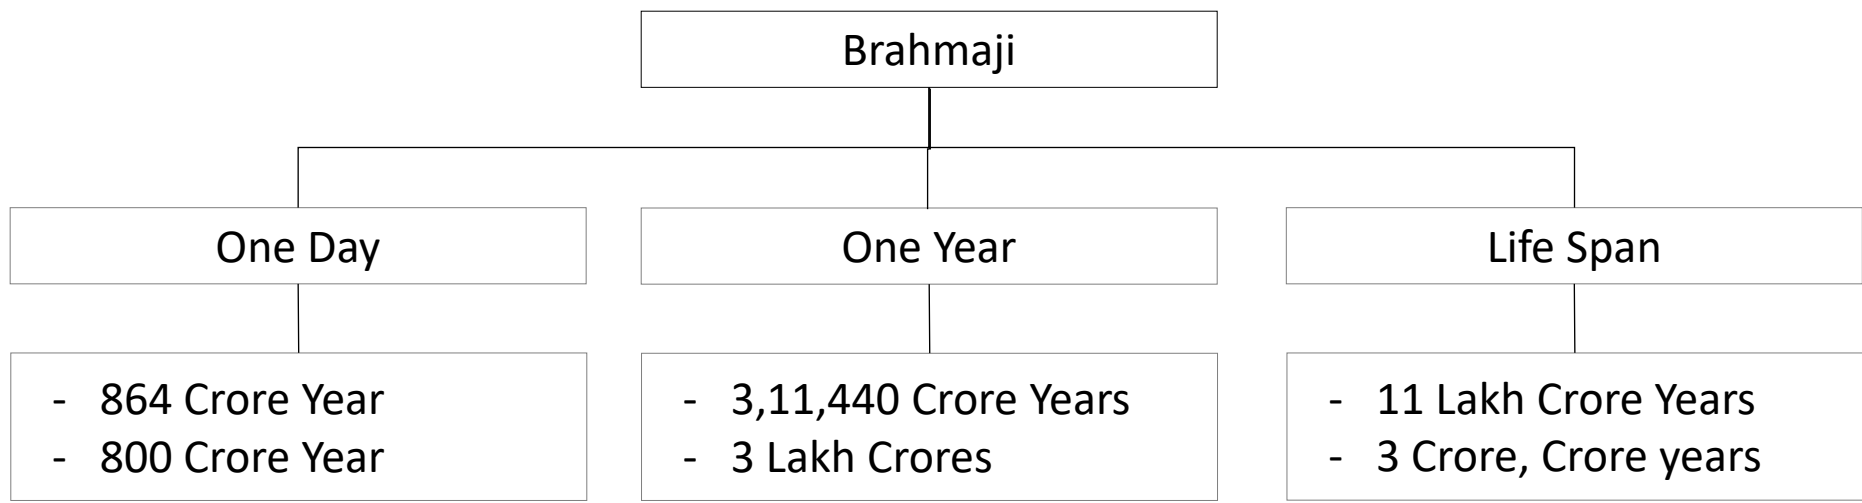 Brahmaji
One Day
One Year
Life Span
- 864 Crore Year
- 800 Crore Year
- 3,11,440 Crore Years
- 3 Lakh Crores
- 11 Lakh Crore Years
- 3 Crore, Crore years